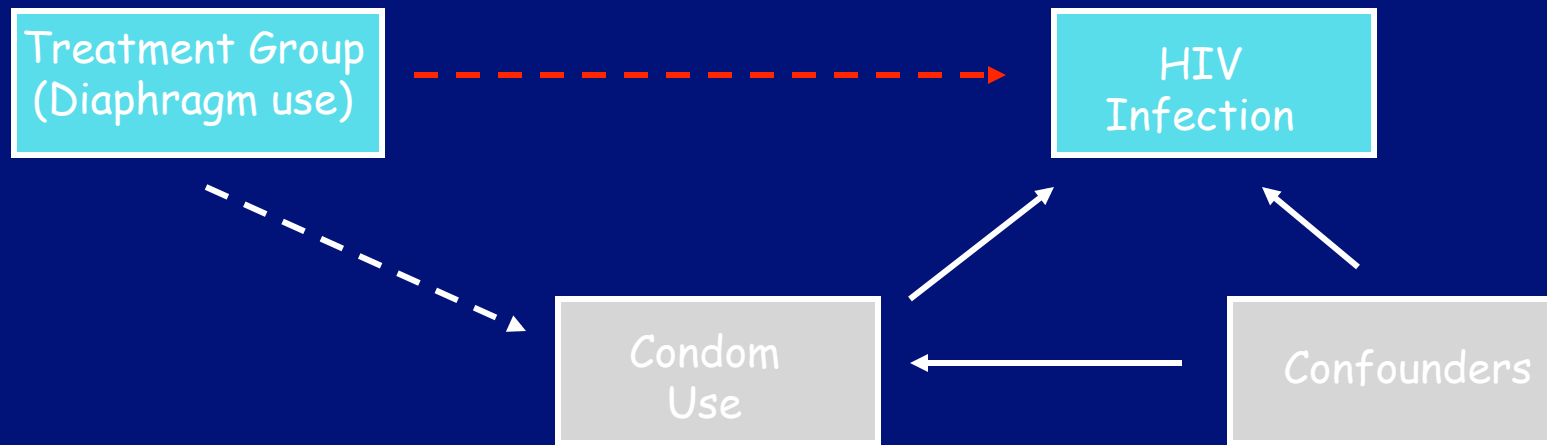 Treatment Group
(Diaphragm use)
HIV
Infection
Condom
Use
Confounders